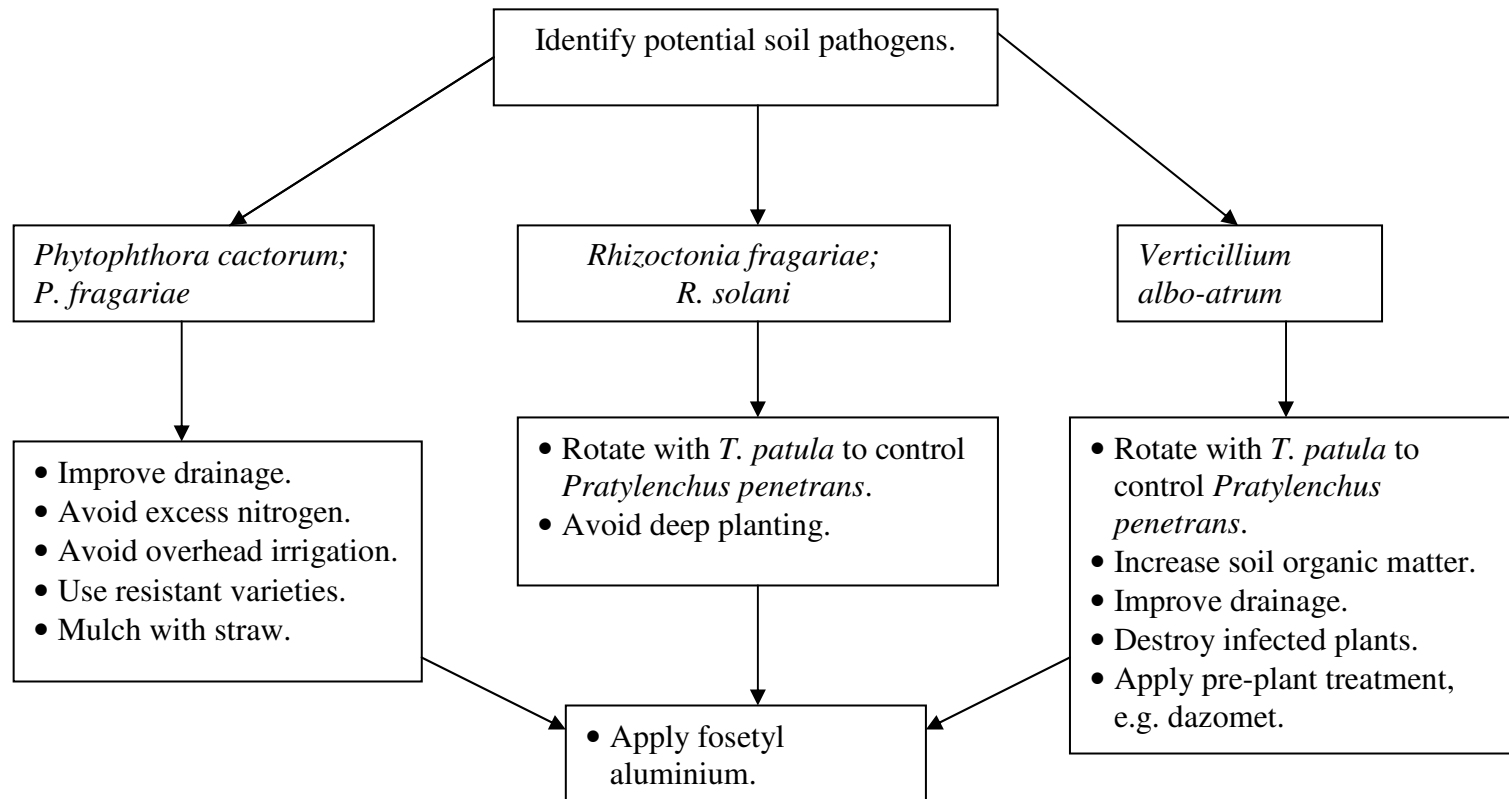 Identify potential soil pathogens.
Phytophthora cactorum;
P. fragariae
Rhizoctonia fragariae;
R. solani
Verticillium
albo-atrum
• Improve drainage.
• Avoid excess nitrogen.
• Avoid overhead irrigation.
• Use resistant varieties.
• Mulch with straw.
• Rotate with T. patula to control
Pratylenchus penetrans.
• Avoid deep planting.
• Rotate with T. patula to
control Pratylenchus
penetrans.
• Increase soil organic matter.
• Improve drainage.
• Destroy infected plants.
• Apply pre-plant treatment,
e.g. dazomet.
• Apply fosetyl
aluminium.